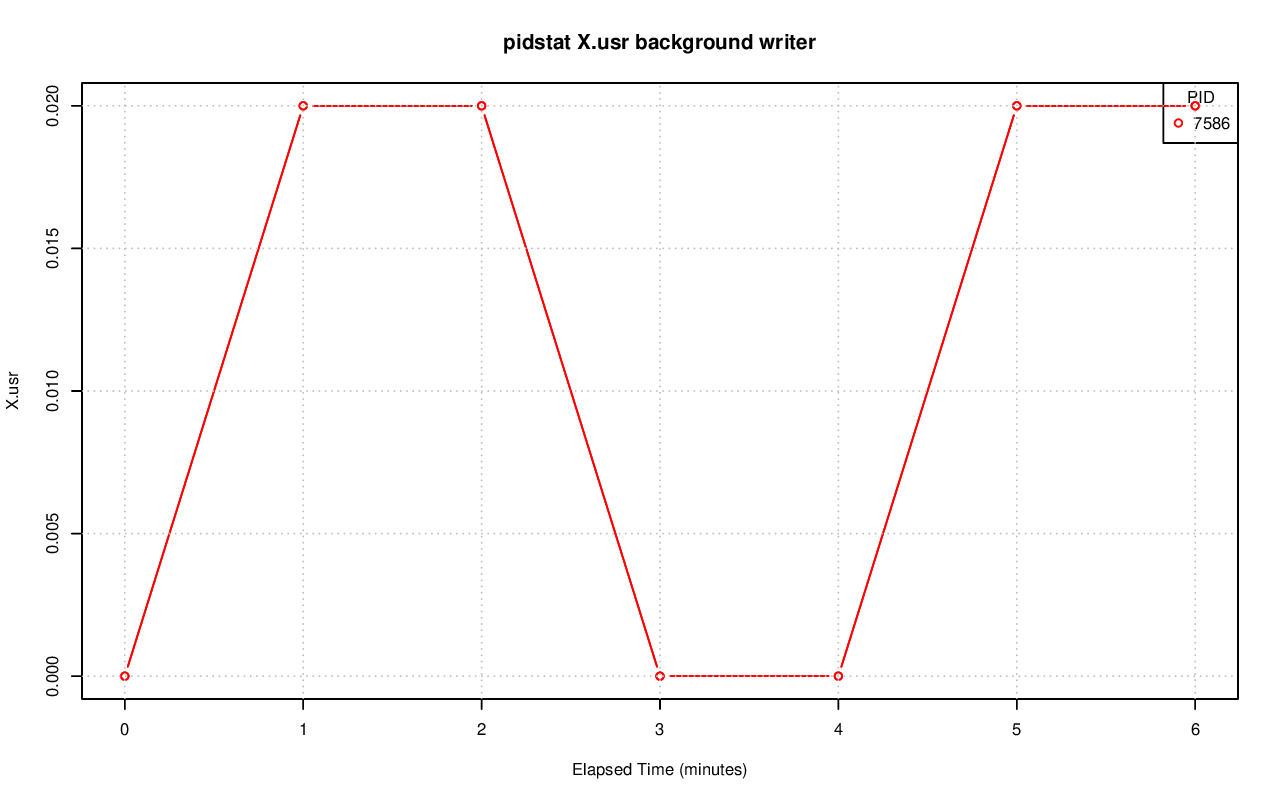 pidstat X.usr background writer
PID
7586
0.020
0.015
0.010
0.005
0.000
X.usr
0 1 2 3 4 5 6
Elapsed Time (minutes)